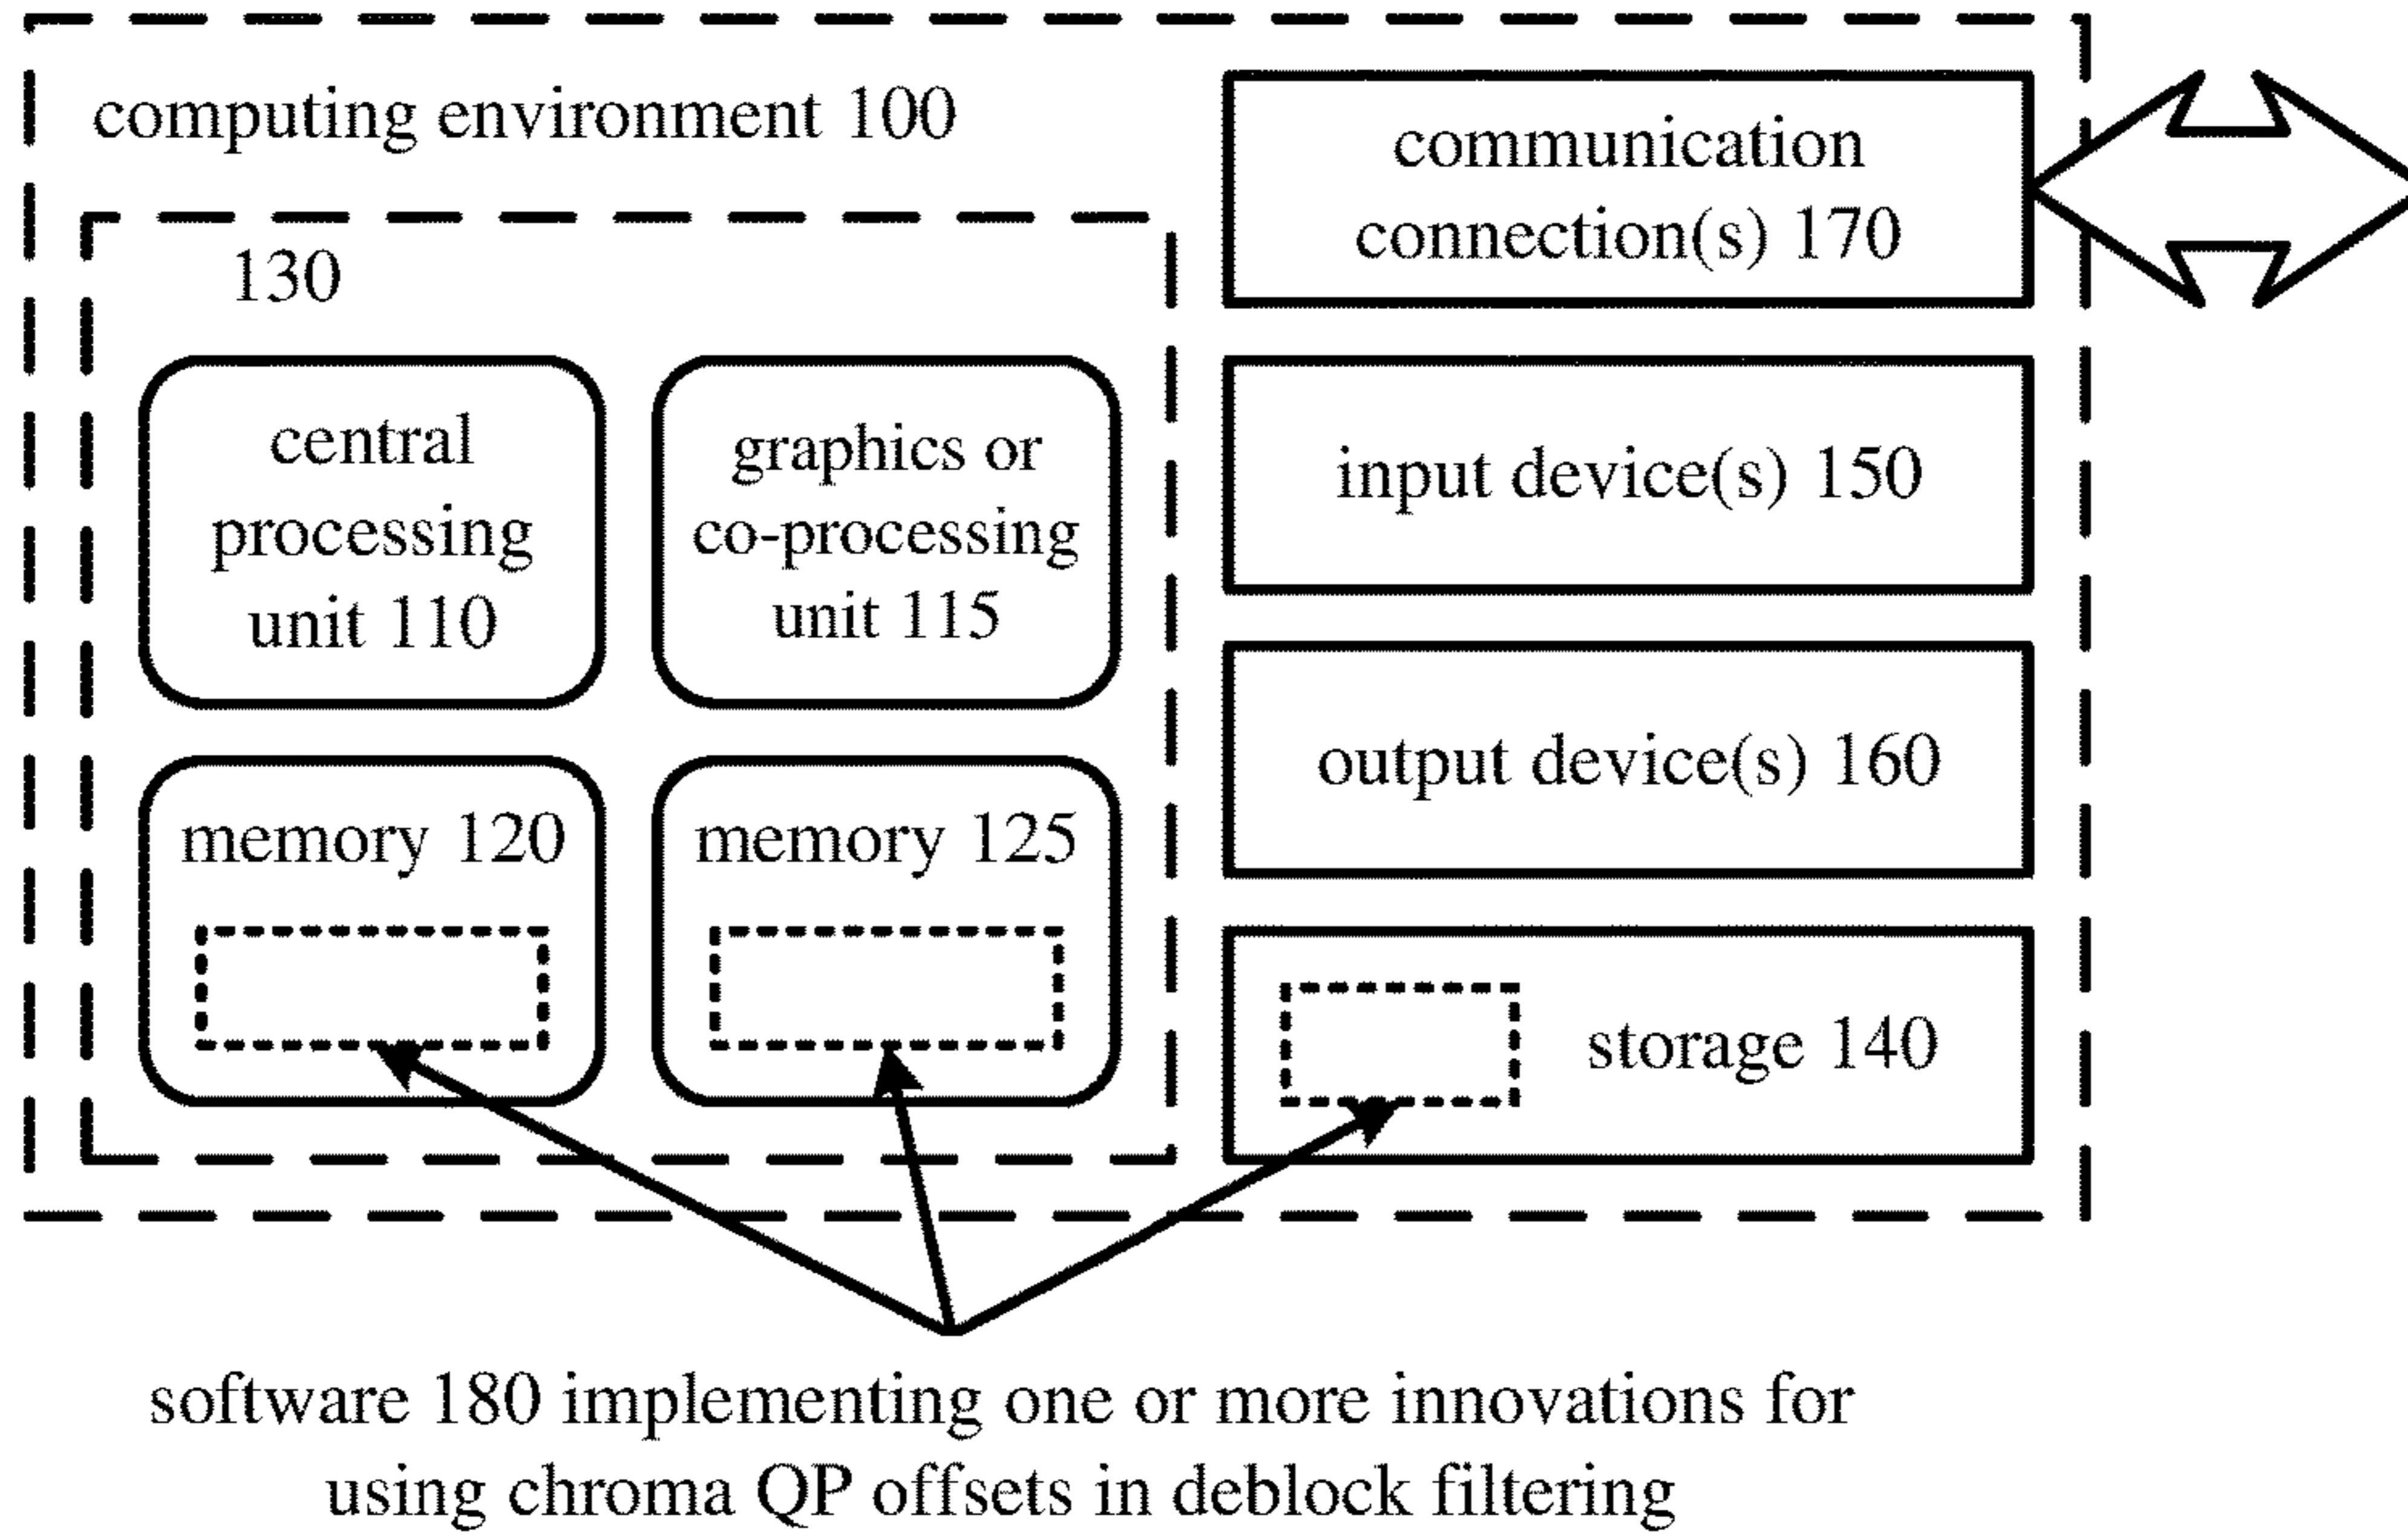 computing environment 100
communication
connection(s) 170
130
central
processing
unit 110
graphics or
co-processing
unit 115
input device(s) 150
output device(s) 160
memory 120
memory 125
storage 140
software 180 implementing one or more innovations for
using chroma QP offsets in deblock filtering